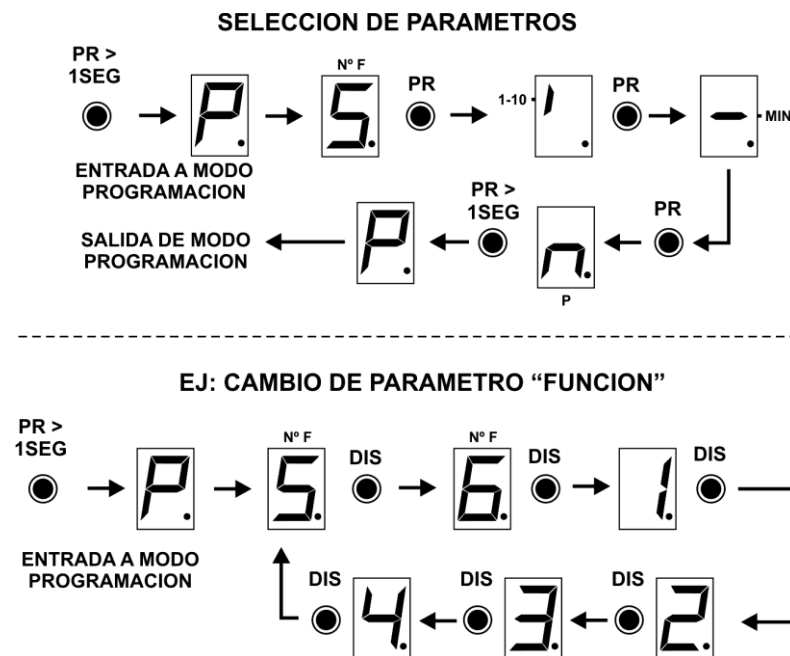 SELECCION DE PARAMETROS
PR >
1SEG
P.
Nº F
5.
PR
1-10
PR
MIN
ENTRADA A MODO
PROGRAMACION
PR >
1SEG
PR
SALIDA DE MODO
PROGRAMACION
P.
n.
P
EJ: CAMBIO DE PARAMETRO “FUNCION”
PR >
1SEG
P.
Nº F
5.
DIS
Nº F
6.
DIS
1.
DIS
ENTRADA A MODO
PROGRAMACION
DIS
4.
DIS
3.
DIS
2.